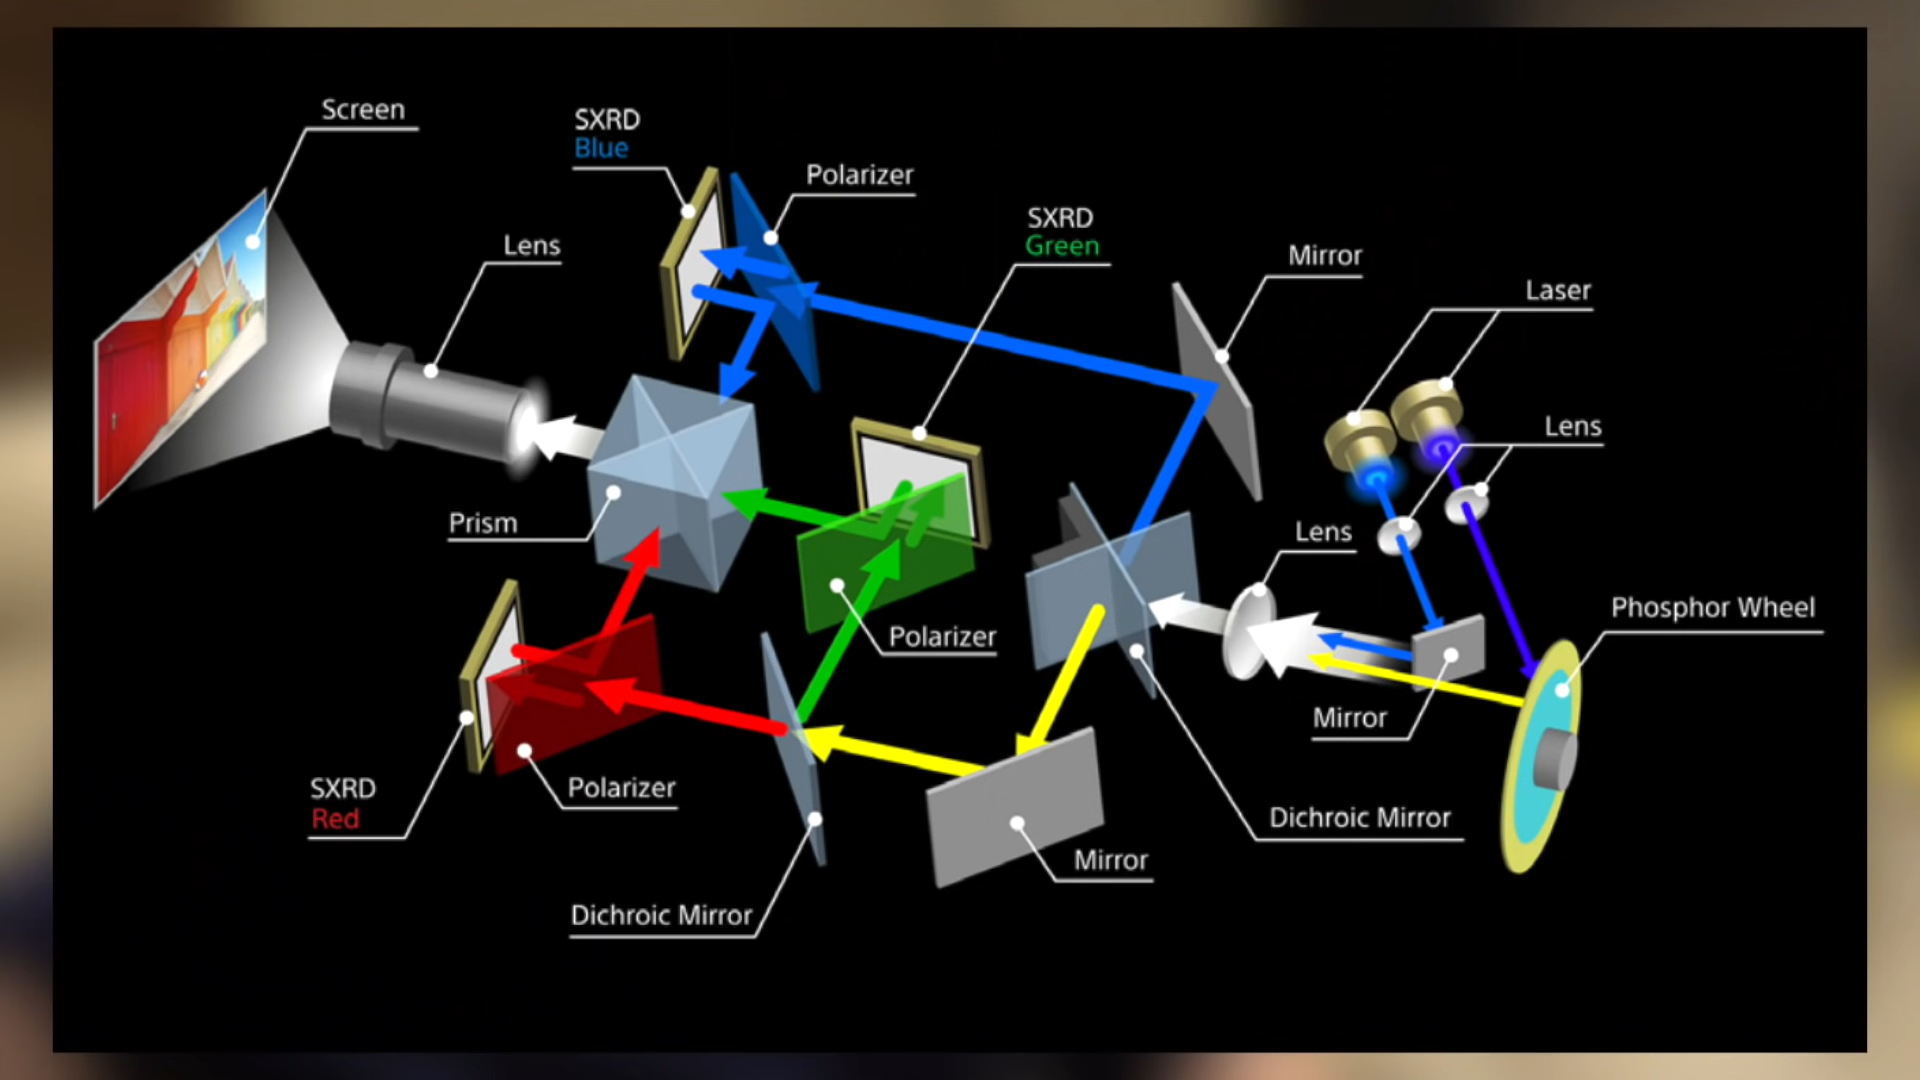 Screen
SXRD
Blue
Polarizer
SXRD
Green
Lens
Mirror
Laser
Lens
Prism
Lens
Phosphor Wheel
Polarizer
Mirror
SXRD
Red
Polarizer
Dichroic Mirror
Mirror
Dichroic Mirror